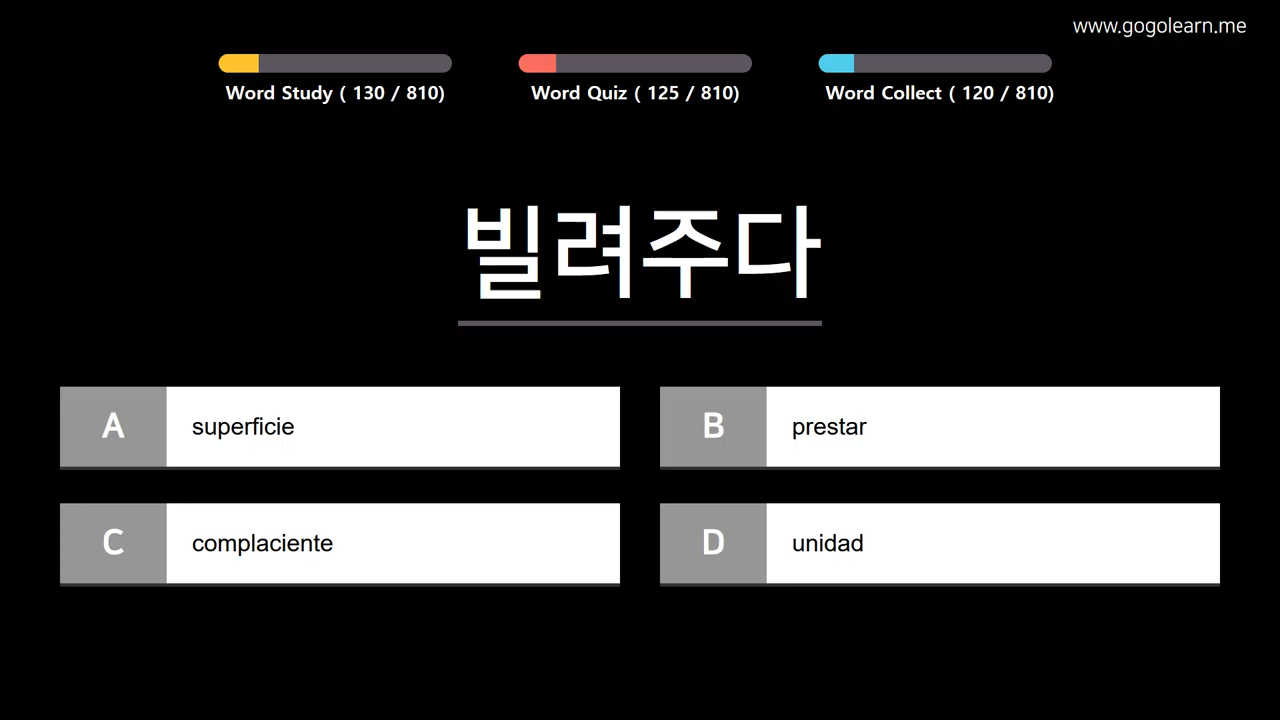 www.gogolearn.me
Word Study ( 130 / 810)
Word Quiz ( 125 / 810)
Word Collect ( 120 / 810)
빌려주다
A superficie
B prestar
C complaciente
D unidad